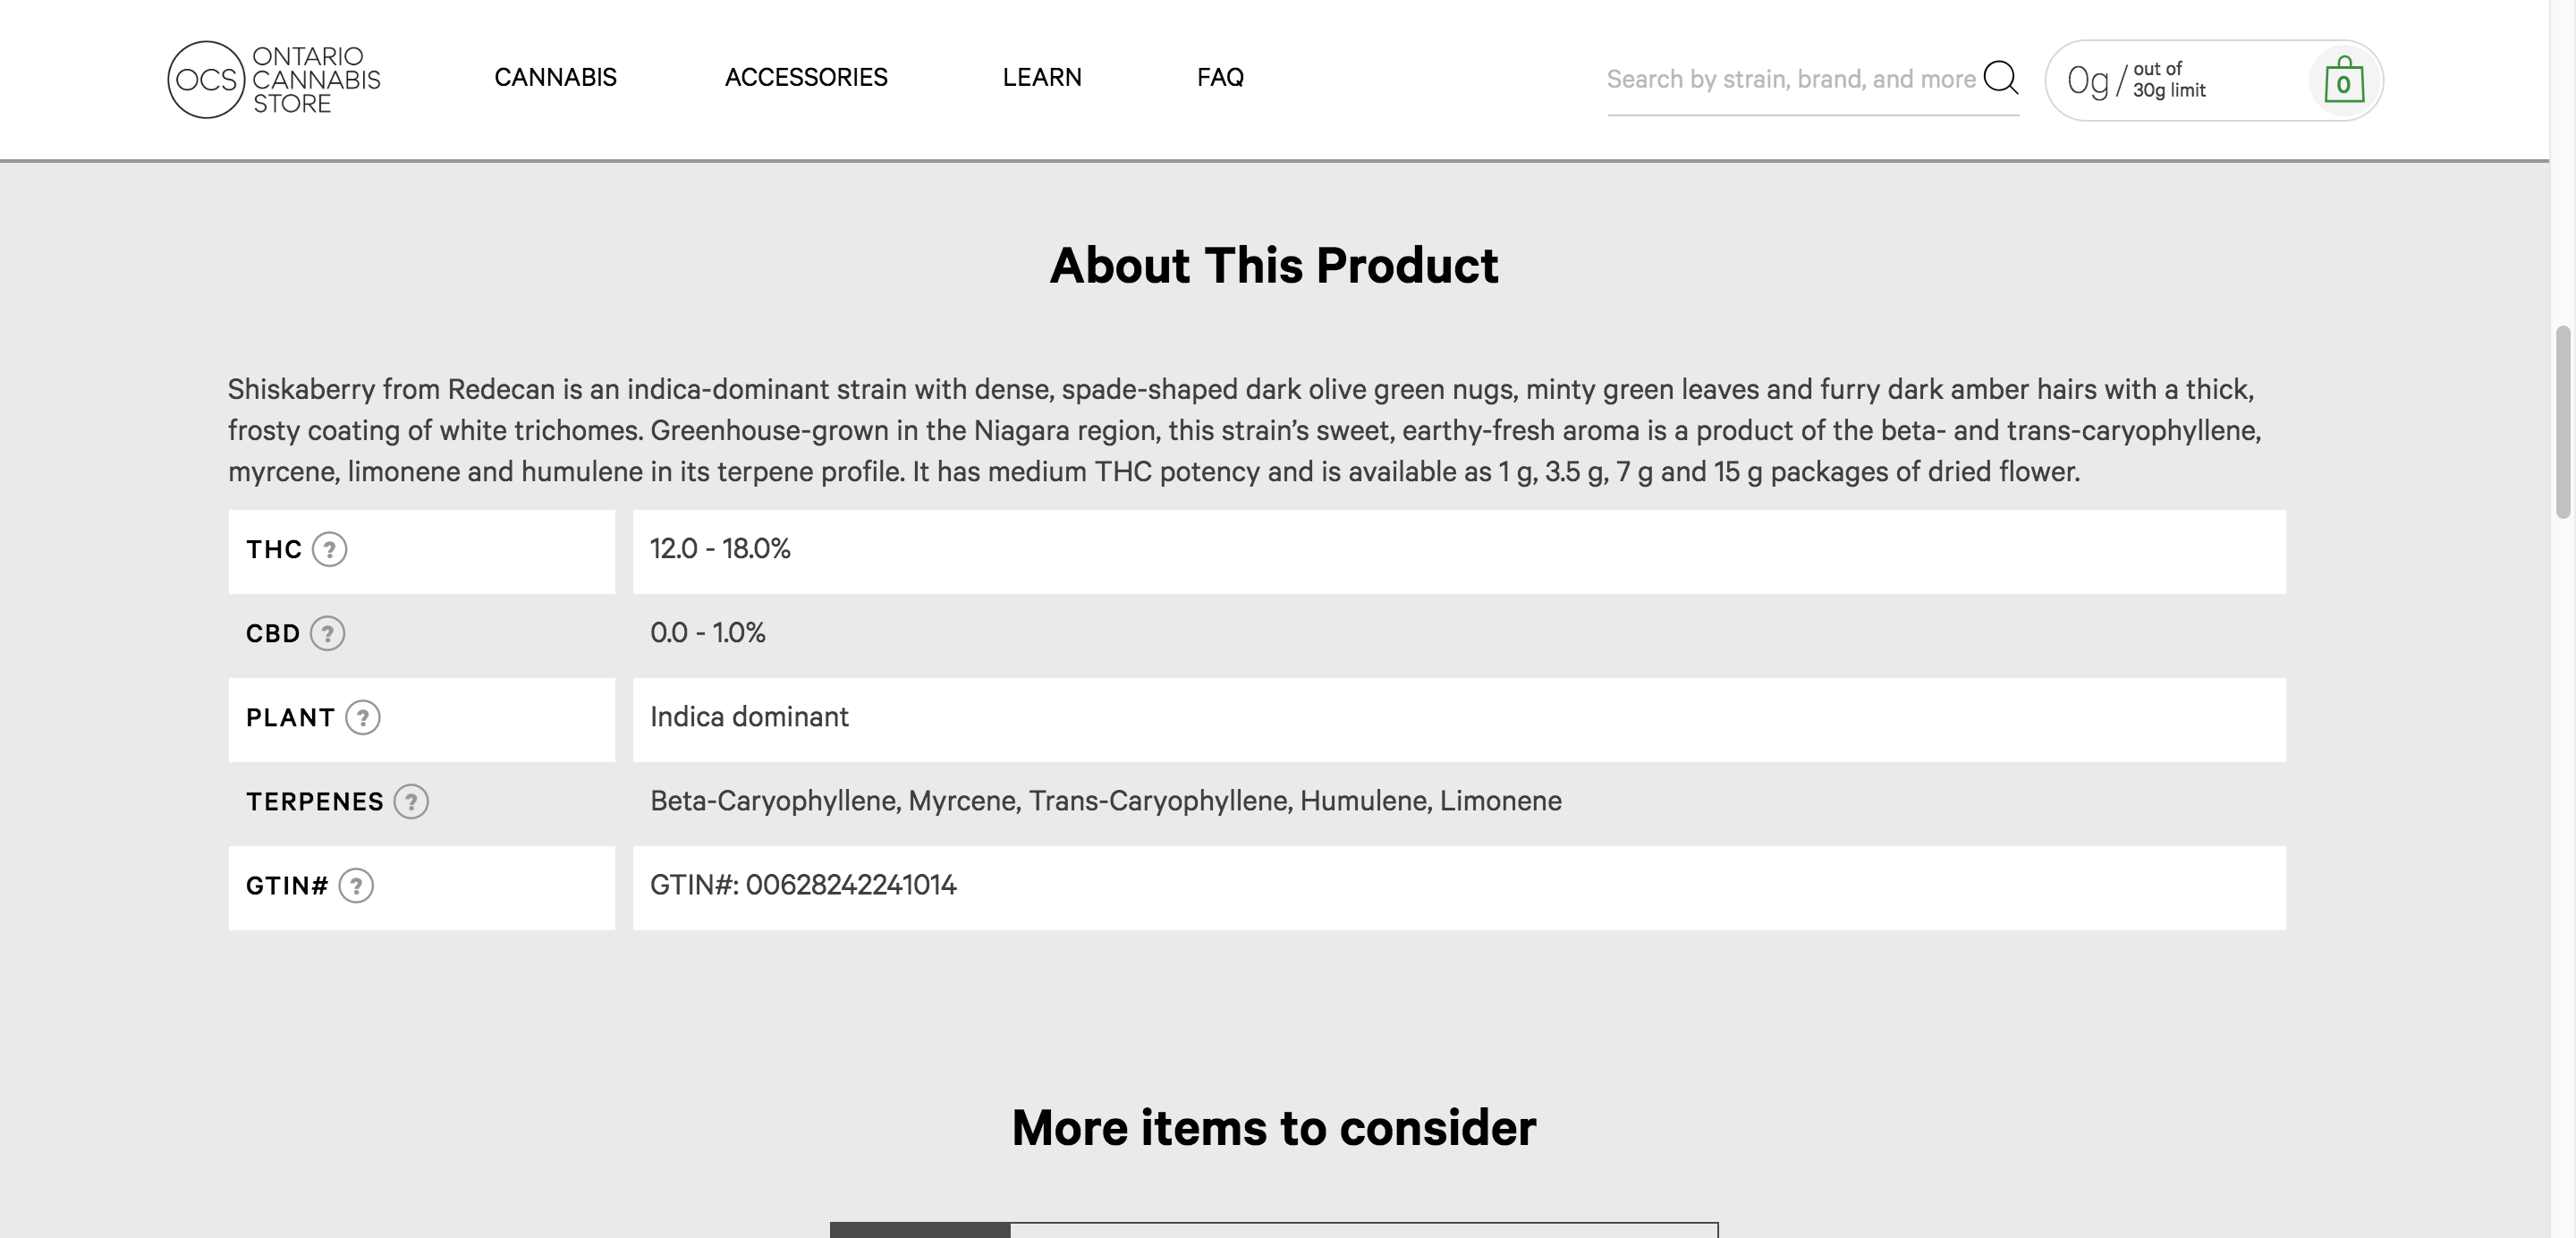 OCS ONTARIO
CANNABIS
STORE
CANNABIS
ACCESSORIES
LEARN
FAQ
Search by strain, brand, and more
0g / out of
30g limit
0
About This Product
Shiskaberry from Redecan is an indica-dominant strain with dense, spade-shaped dark olive green nugs, minty green leaves and furry dark amber hairs with a thick,
frosty coating of white trichomes. Greenhouse-grown in the Niagara region, this strain’s sweet, earthy-fresh aroma is a product of the beta- and trans-caryophyllene,
myrcene, limonene and humulene in its terpene profile. It has medium THC potency and is available as 1 g, 3.5 g, 7 g and 15 g packages of dried flower.
THC ? 12.0 - 18.0%
CBD ? 0.0 - 1.0%
PLANT ? Indica dominant
TERPENES ? Beta-Caryophyllene, Myrcene, Trans-Caryophyllene, Humulene, Limonene
GTIN# ? GTIN#: 00628242241014
More items to consider